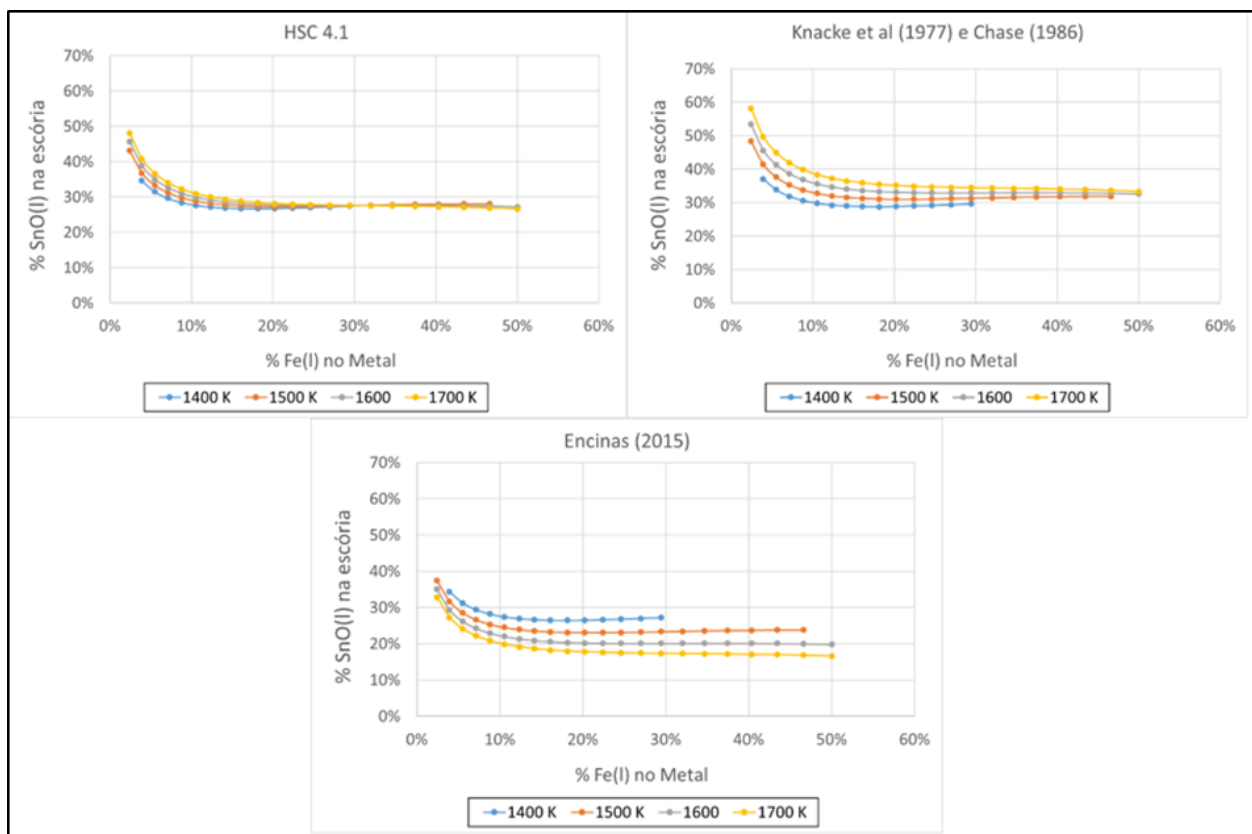 HSC 4.1
70%
60%
50%
40%
30%
20%
10%
0%
% SnO(l) na escória
0% 10% 20% 30% 40% 50% 60%
% Fe(l) no Metal
1400 K 1500 K 1600 1700 K
Knacke et al (1977) e Chase (1986)
70%
60%
50%
40%
30%
20%
10%
0%
% SnO(l) na escória
0% 10% 20% 30% 40% 50% 60%
% Fe(l) no Metal
1400 K 1500 K 1600 1700 K
Encinas (2015)
70%
60%
50%
40%
30%
20%
10%
0%
% SnO(l) na escória
0% 10% 20% 30% 40% 50% 60%
% Fe(l) no Metal
1400 K 1500 K 1600 1700 K